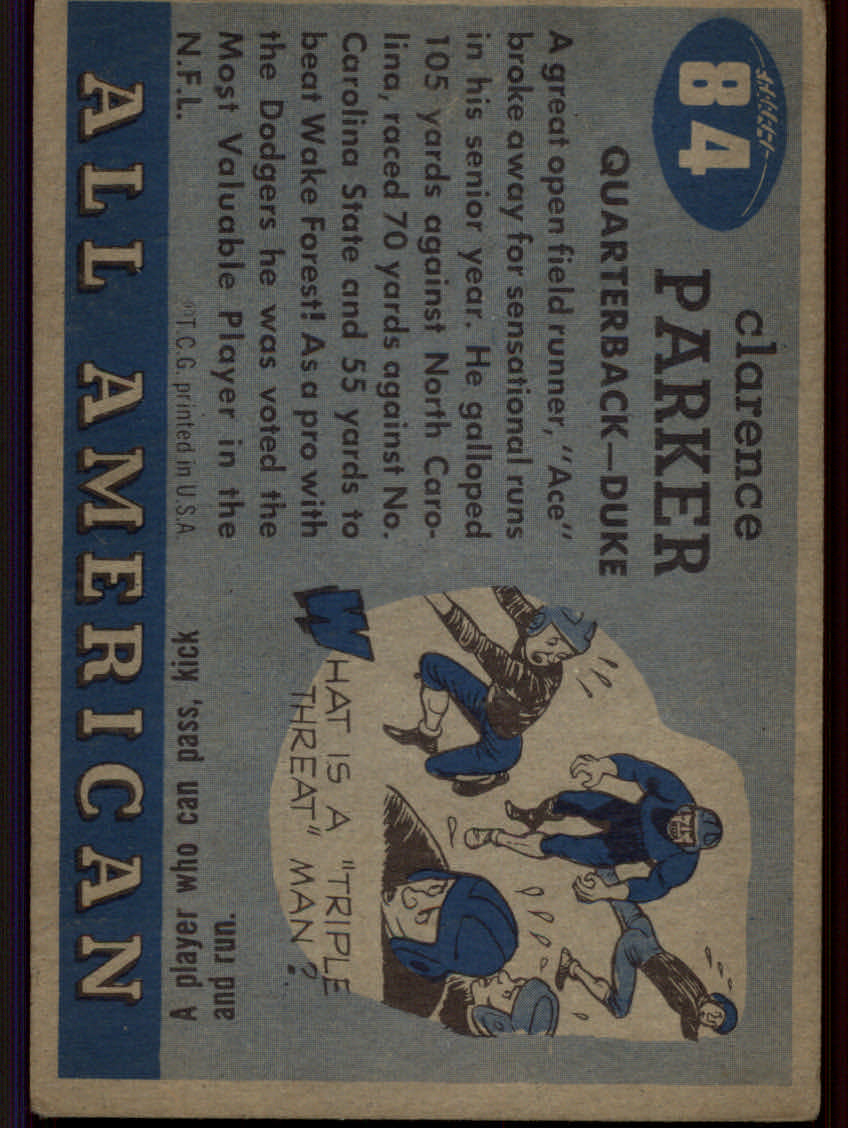 84
clarence
PARKER
QUARTERBACK—DUKE
A great open field runner, "Ace"
broke away for sensational runs
in his senior year. He galloped
105 yards against North Caro-
lina, raced 70 yards against No.
Carolina State and 55 yards to
beat Wake Forest! As a pro with
the Dodgers he was voted the
Most Valuable Player in the
N.F.L.
©T.C.G. printed in U.S.A.
WHAT IS A "TRIPLE
THREAT" MAN?
A player who can pass, kick
and run.
ALL AMERICAN